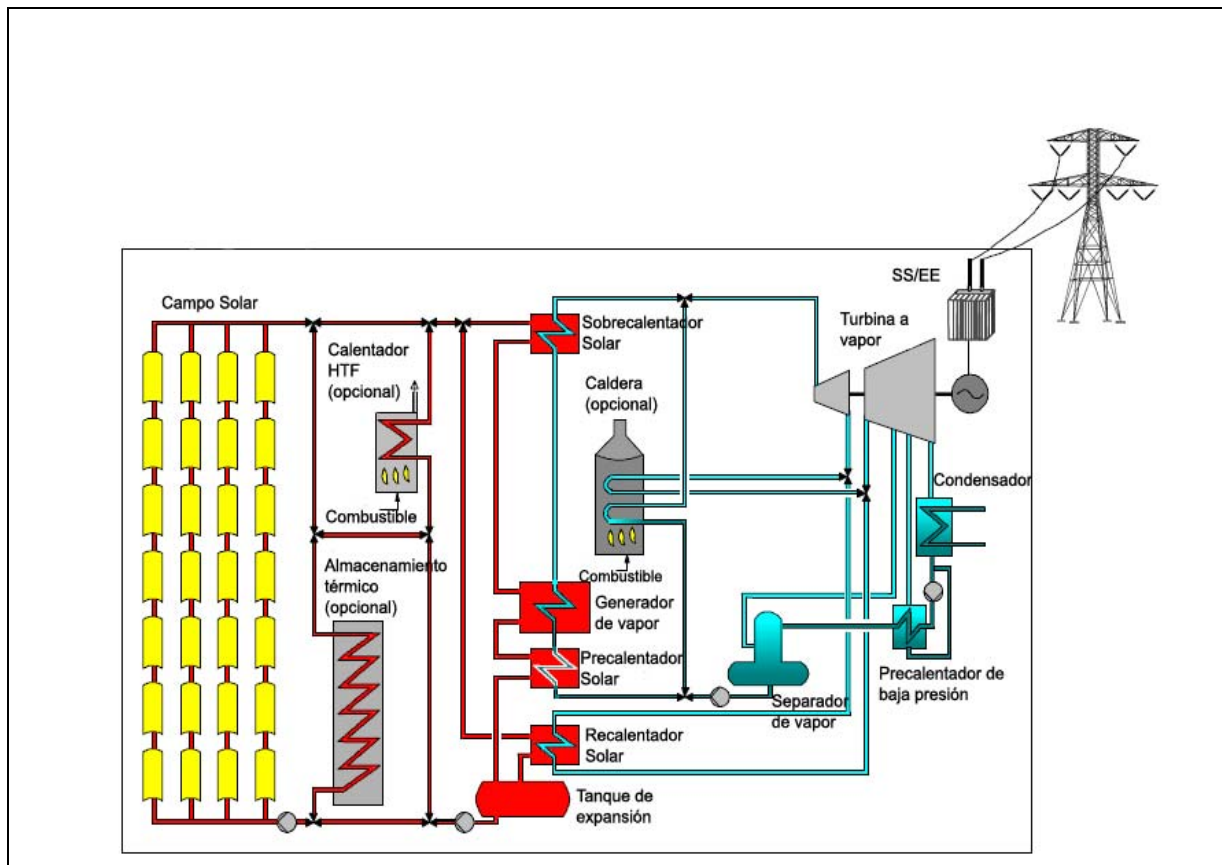 SS/EE
Campo Solar
Turbina a
vapor
Sobrecalentador
Solar
Calentador
HTF
(opcional)
Caldera
(opcional)
Condensador
Combustible
Almacenamiento
térmico
(opcional)
Combustible
Generador
de vapor
Precalentador
Solar
Precalentador de
baja presión
Separador
de vapor
Recalentador
Solar
Tanque de
expansión